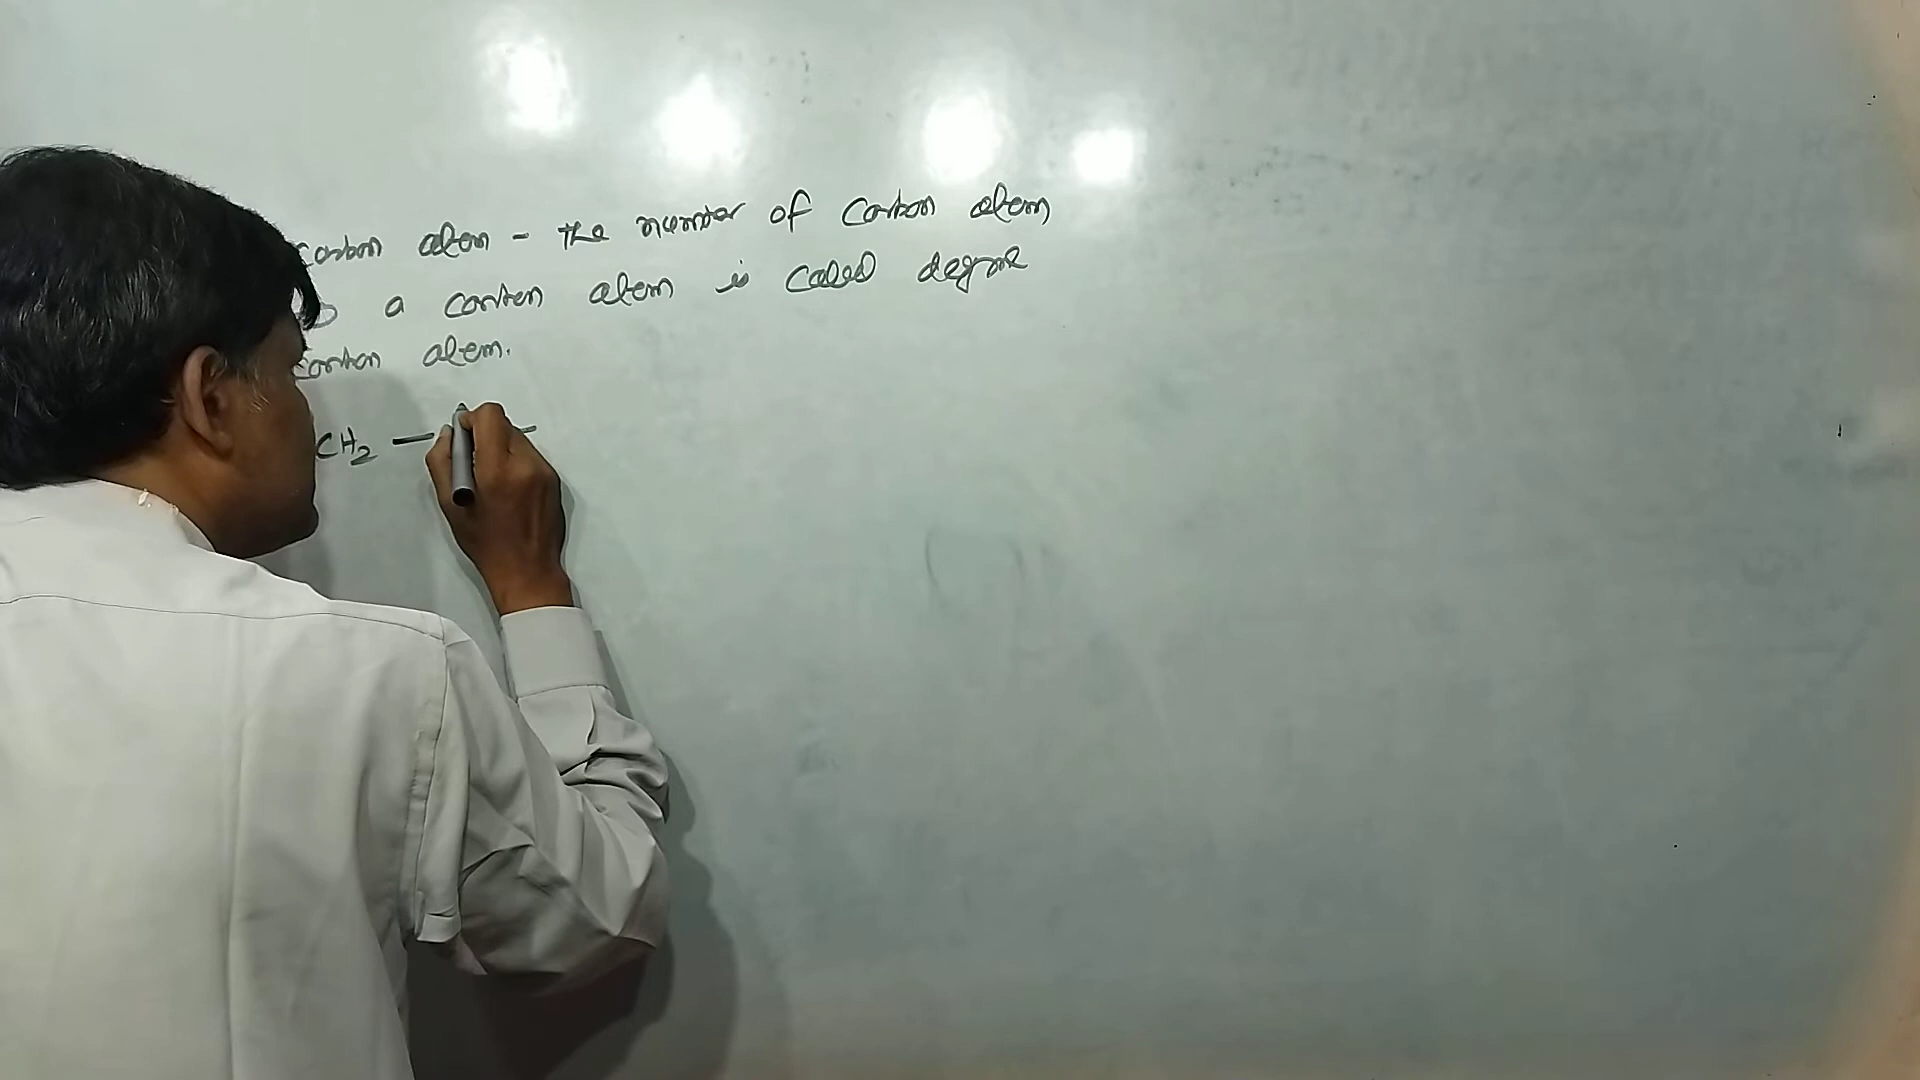 carbon atom - the number of carbon atom
a carbon atom is called degree
carbon atom.
CH2 —